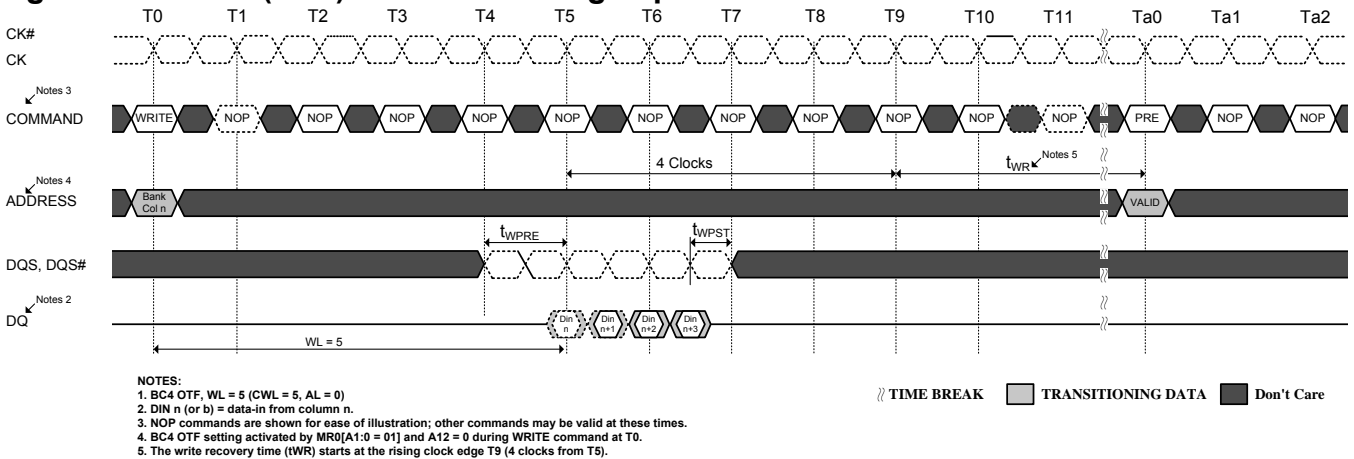 T0 T1 T2 T3 T4 T5 T6 T7 T8 T9 T10 T11 Ta0 Ta1 Ta2
CK#
CK
Notes 3
COMMAND WRITE NOP NOP NOP NOP NOP NOP NOP NOP NOP NOP NOP PRE NOP NOP
4 Clocks tWR Notes 5
Notes 4
ADDRESS Bank Col n VALID
tWPRE tWPST
DQS, DQS#
Notes 2
DQ Din n Din n+1 Din n+2 Din n+3
WL = 5
NOTES:
1. BC4 OTF, WL = 5 (CWL = 5, AL = 0)
2. DIN n (or b) = data-in from column n.
3. NOP commands are shown for ease of illustration; other commands may be valid at these times.
4. BC4 OTF setting activated by MR0[A1:0 = 01] and A12 = 0 during WRITE command at T0.
5. The write recovery time (tWR) starts at the rising clock edge T9 (4 clocks from T5).
TIME BREAK TRANSITIONING DATA Don't Care